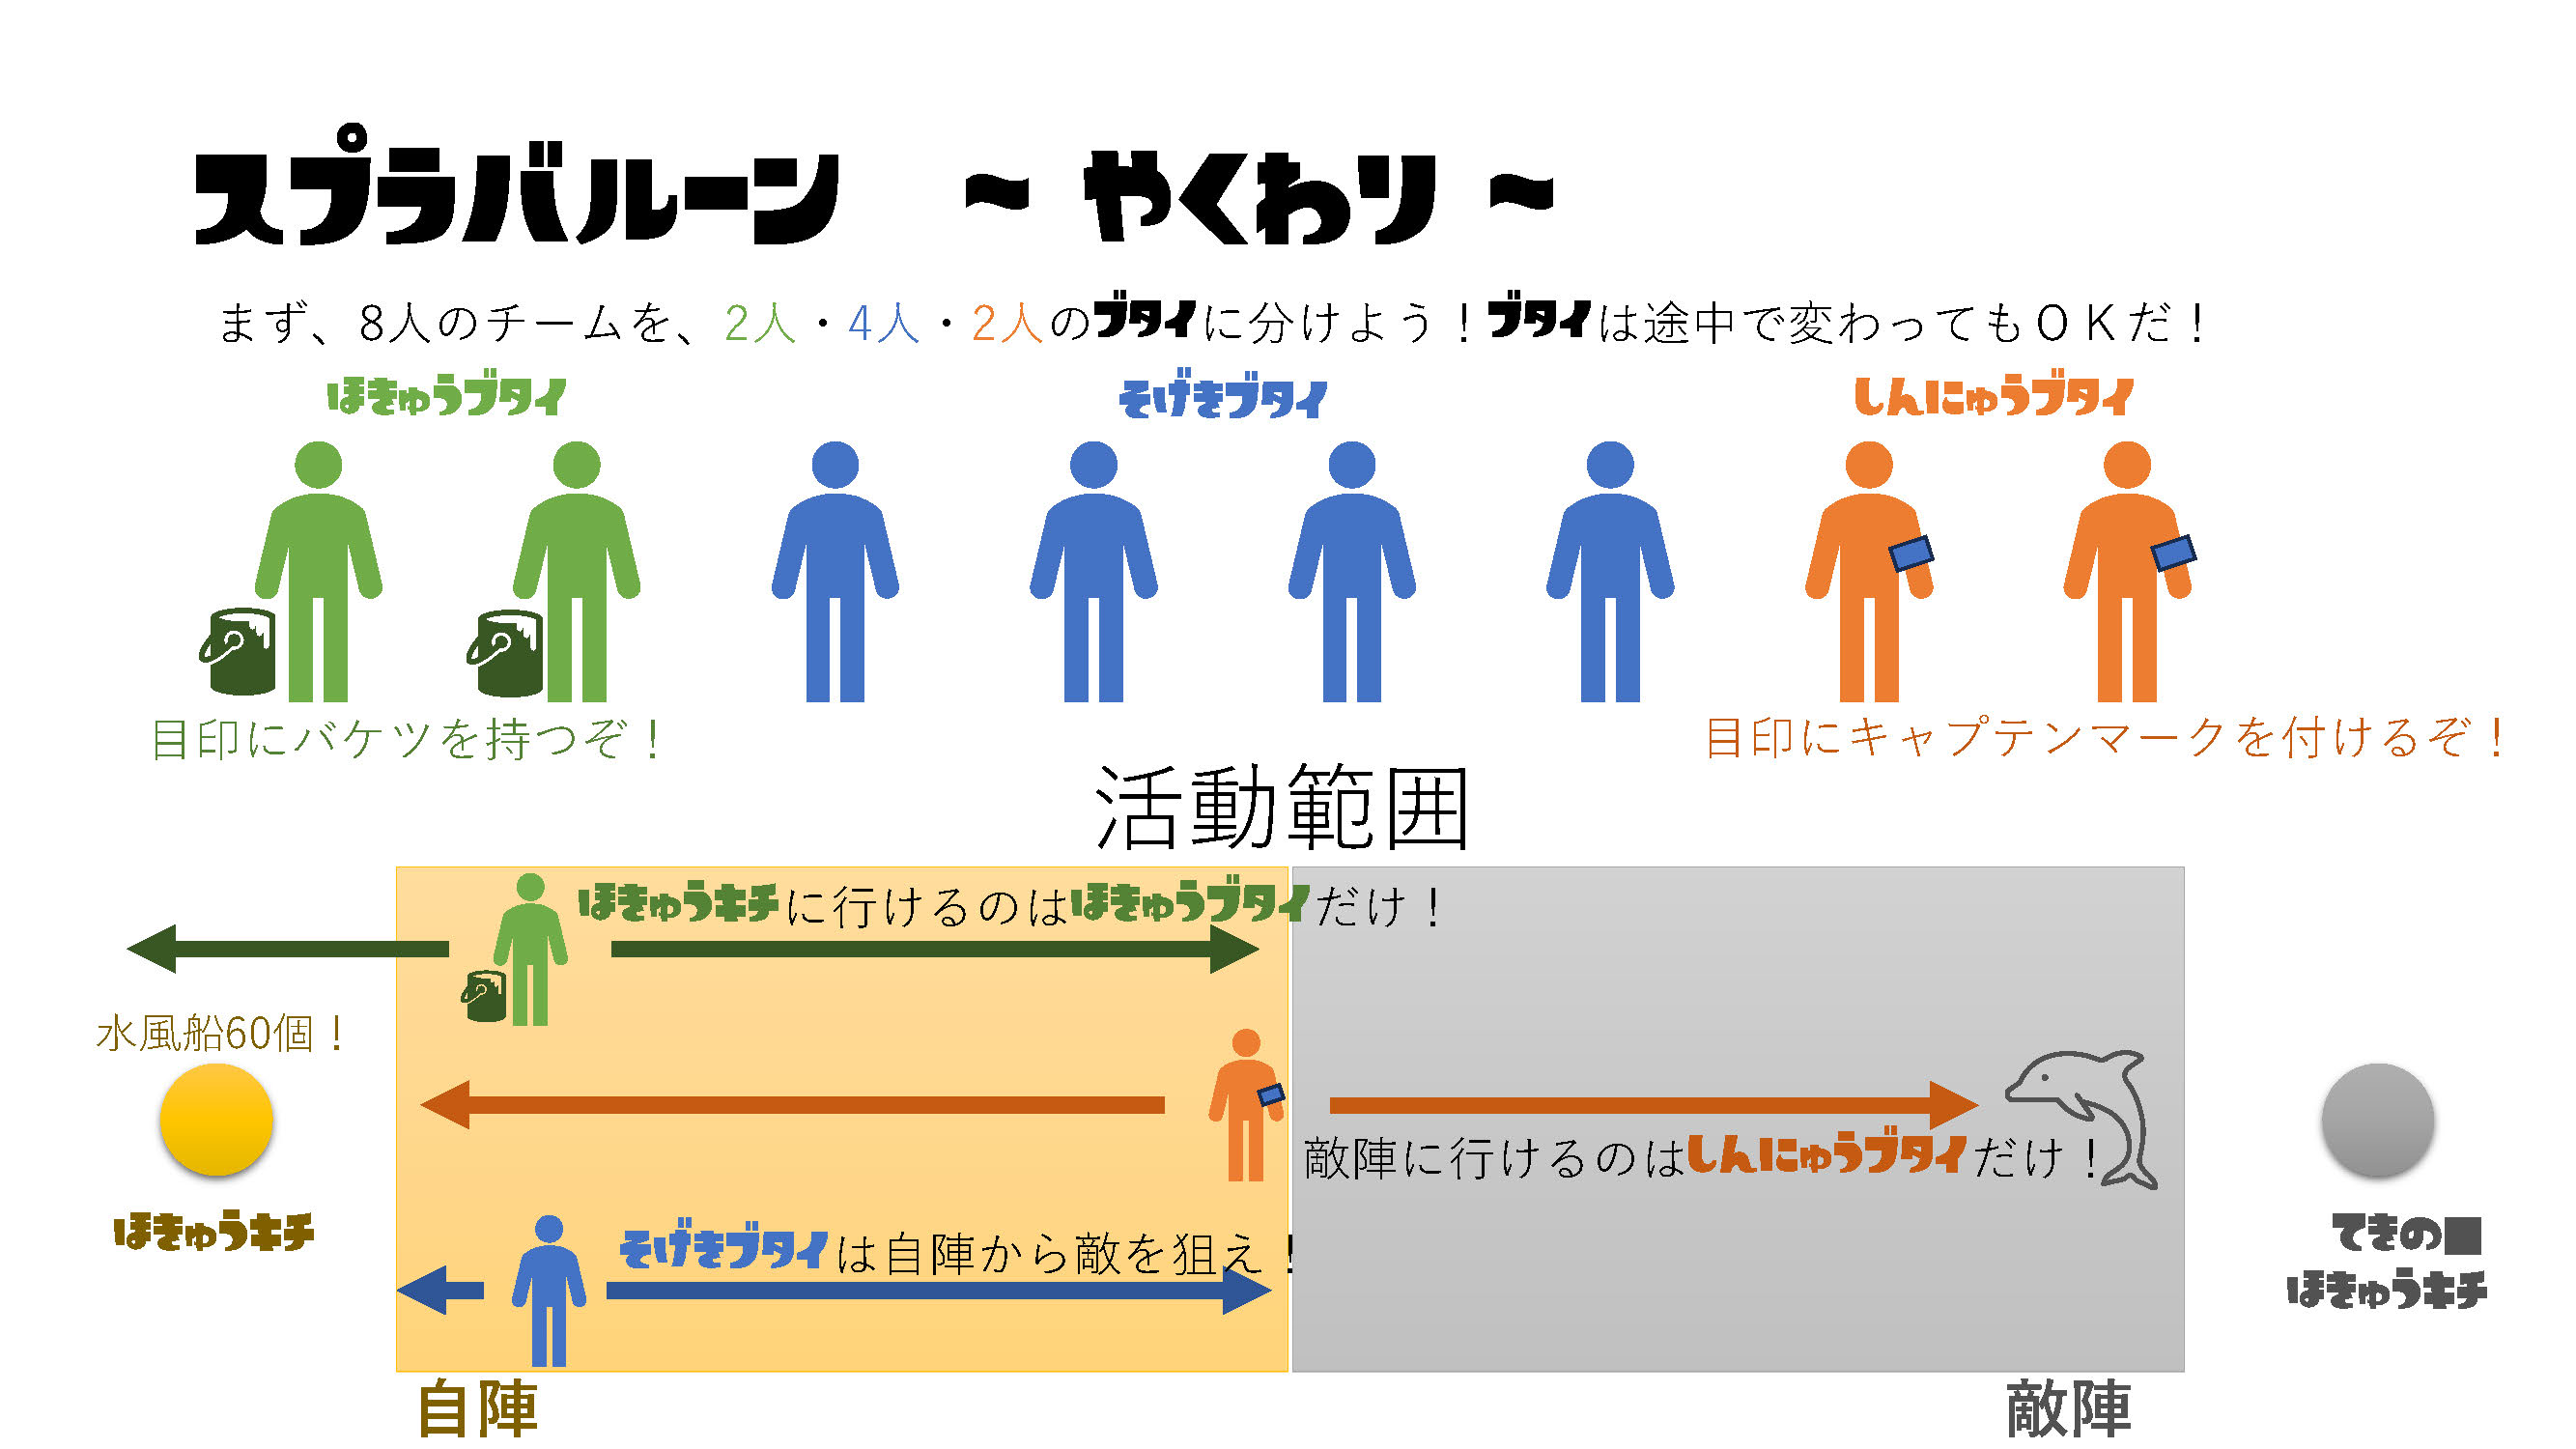 スプラバルーン ~ やくわり ~
まず、8人のチームを、2人・4人・2人のブタイに分けよう！ブタイは途中で変わってもＯＫだ！
ほきゅうブタイ
そげきブタイ
しんにゅうブタイ
目印にバケツを持つぞ！
目印にキャプテンマークを付けるぞ！
活動範囲
ほきゅうキチに行けるのはほきゅうブタイだけ！
水風船60個！
敵陣に行けるのはしんにゅうブタイだけ！
ほきゅうキチ
そげきブタイは自陣から敵を狙え！
てきの■
ほきゅうキチ
自陣
敵陣